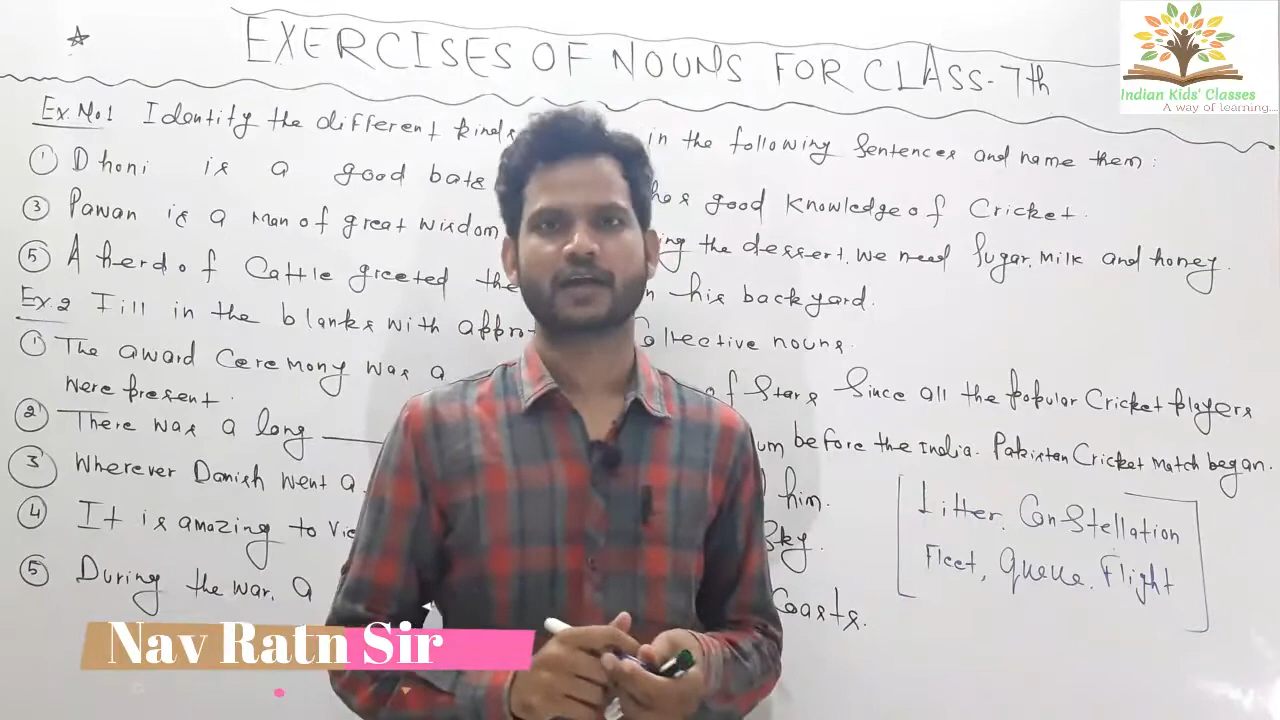 EXERCISES OF NOUNS FOR CLASS-7th
Indian Kids' Classes
A way of learning...
Ex.No.1 Identify the different kinds in the following Sentences and name them:
① Dhoni is a good bats has good Knowledge of Cricket.
③ Pawan is a man of great wisdom ing the dessert, we need Sugar, Milk and honey.
⑤ A herd of Cattle greeted the n his backyard.
Ex.2 Fill in the blanks with appro ollective nouns.
① The award Ceremony was a of Stars Since all the popular Cricket players
were present.
② There was a long ____ um before the India-Pakistan Cricket match began.
③ Wherever Danish went a him.
④ It is amazing to vie Sky.
⑤ During the war, a Coasts.
Litter, Constellation
Fleet, Queue, Flight
Nav Ratn Sir